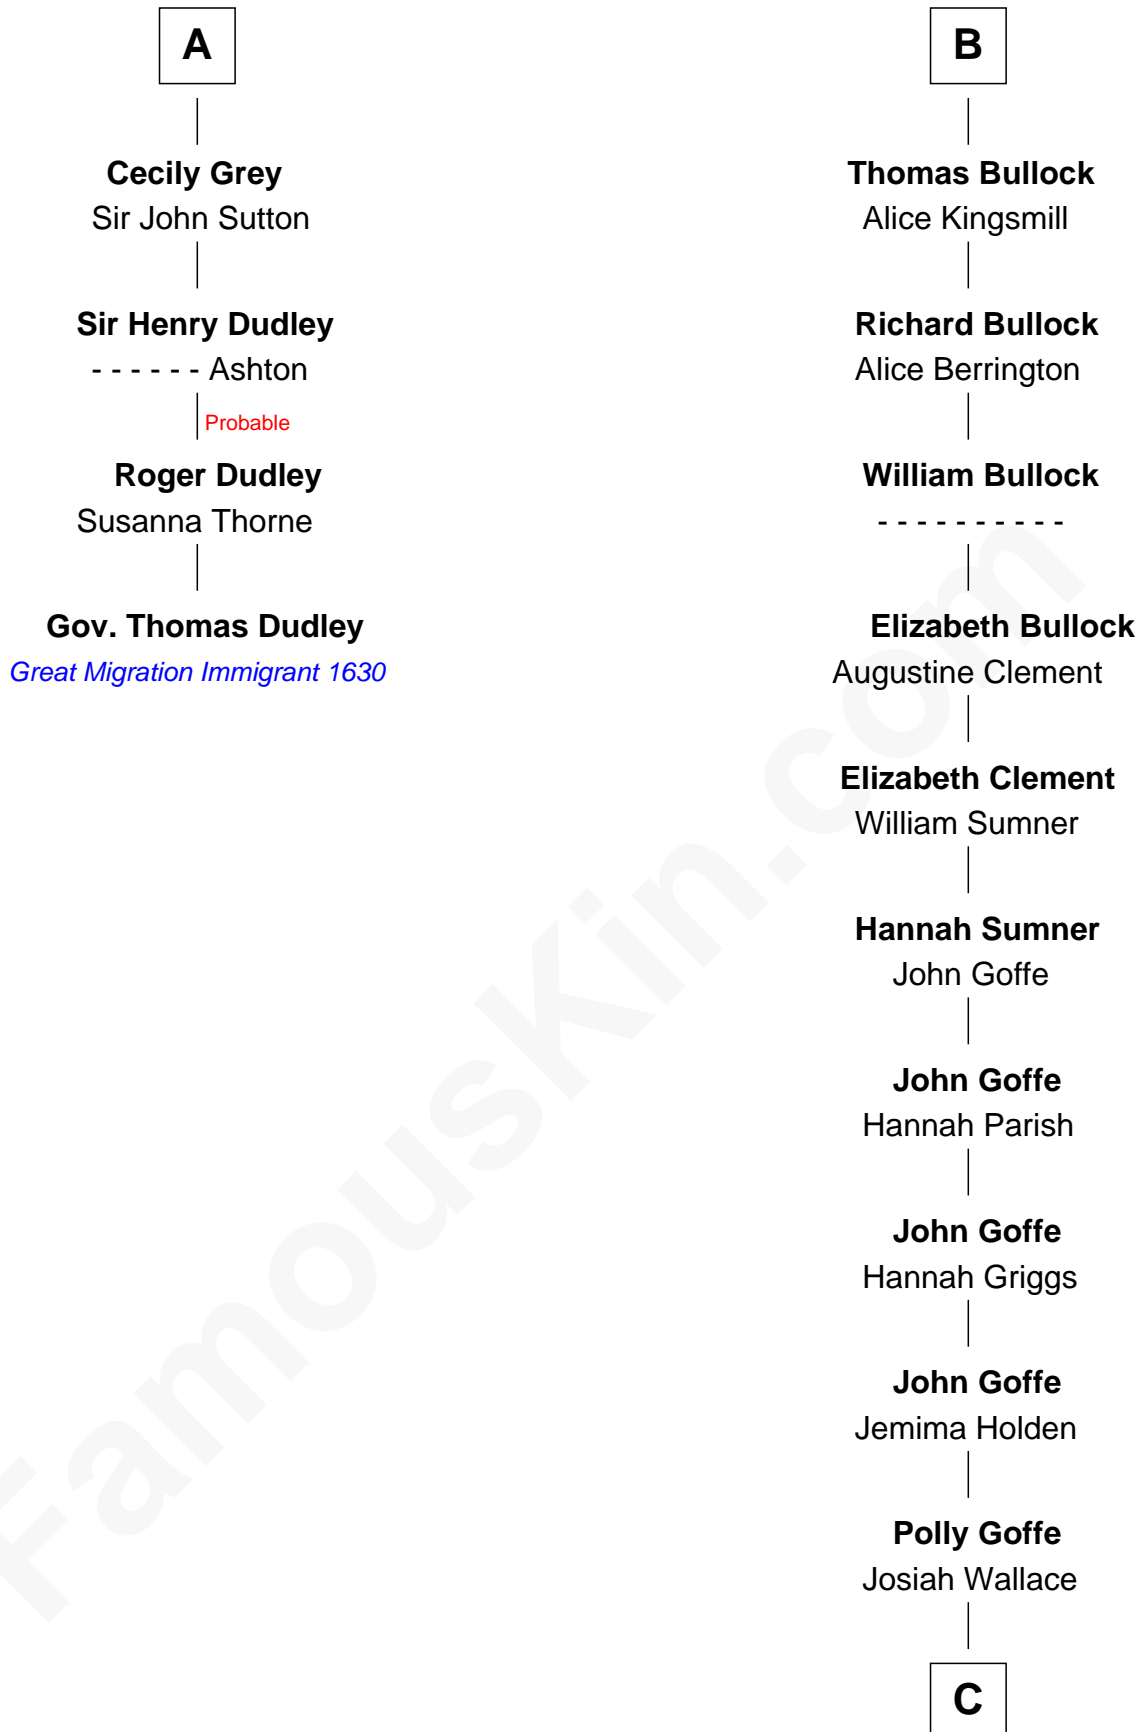 A
Cecily Grey
Sir John Sutton
Sir Henry Dudley
- - - - - - Ashton
Probable
Roger Dudley
Susanna Thorne
Gov. Thomas Dudley
Great Migration Immigrant 1630
B
Thomas Bullock
Alice Kingsmill
Richard Bullock
Alice Berrington
William Bullock
- - - - - - - - - -
Elizabeth Bullock
Augustine Clement
Elizabeth Clement
William Sumner
Hannah Sumner
John Goffe
John Goffe
Hannah Parish
John Goffe
Hannah Griggs
John Goffe
Jemima Holden
Polly Goffe
Josiah Wallace
C
FamousKin.com